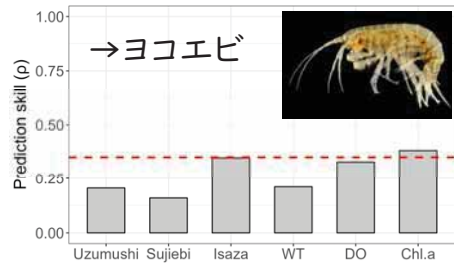 1.00
→ヨコエビ
0.75
0.50
0.25
0.00
Prediction skill (ρ)
Uzumushi Sujiebi Isaza WT DO Chl.a